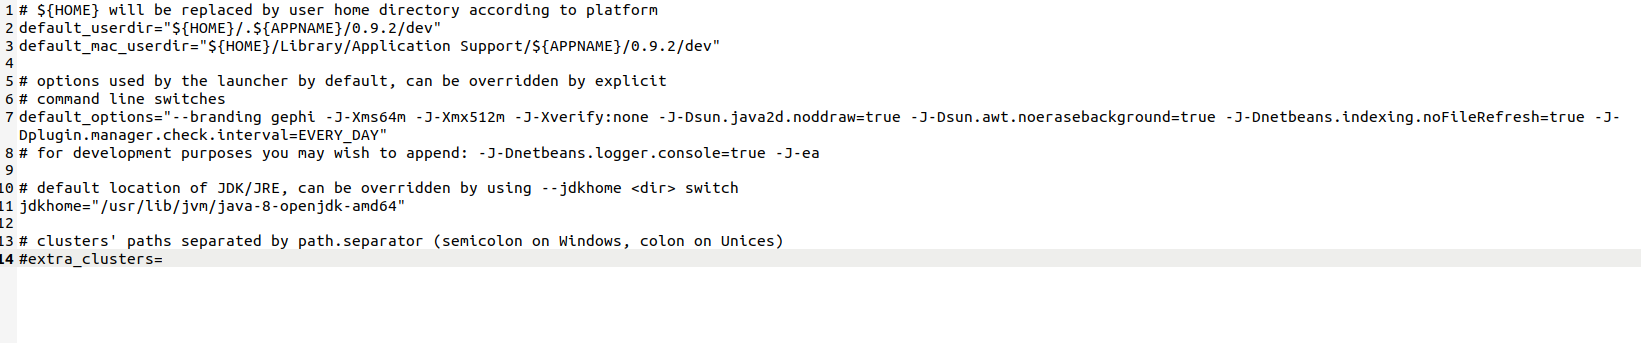 1 # ${HOME} will be replaced by user home directory according to platform
2 default_userdir="${HOME}/.${APPNAME}/0.9.2/dev"
3 default_mac_userdir="${HOME}/Library/Application Support/${APPNAME}/0.9.2/dev"
4
5 # options used by the launcher by default, can be overridden by explicit
6 # command line switches
7 default_options="--branding gephi -J-Xms64m -J-Xmx512m -J-Xverify:none -J-Dsun.java2d.noddraw=true -J-Dsun.awt.noerasebackground=true -J-Dnetbeans.indexing.noFileRefresh=true -J-
Dplugin.manager.check.interval=EVERY_DAY"
8 # for development purposes you may wish to append: -J-Dnetbeans.logger.console=true -J-ea
9
10 # default location of JDK/JRE, can be overridden by using --jdkhome <dir> switch
11 jdkhome="/usr/lib/jvm/java-8-openjdk-amd64"
12
13 # clusters' paths separated by path.separator (semicolon on Windows, colon on Unices)
14 #extra_clusters=